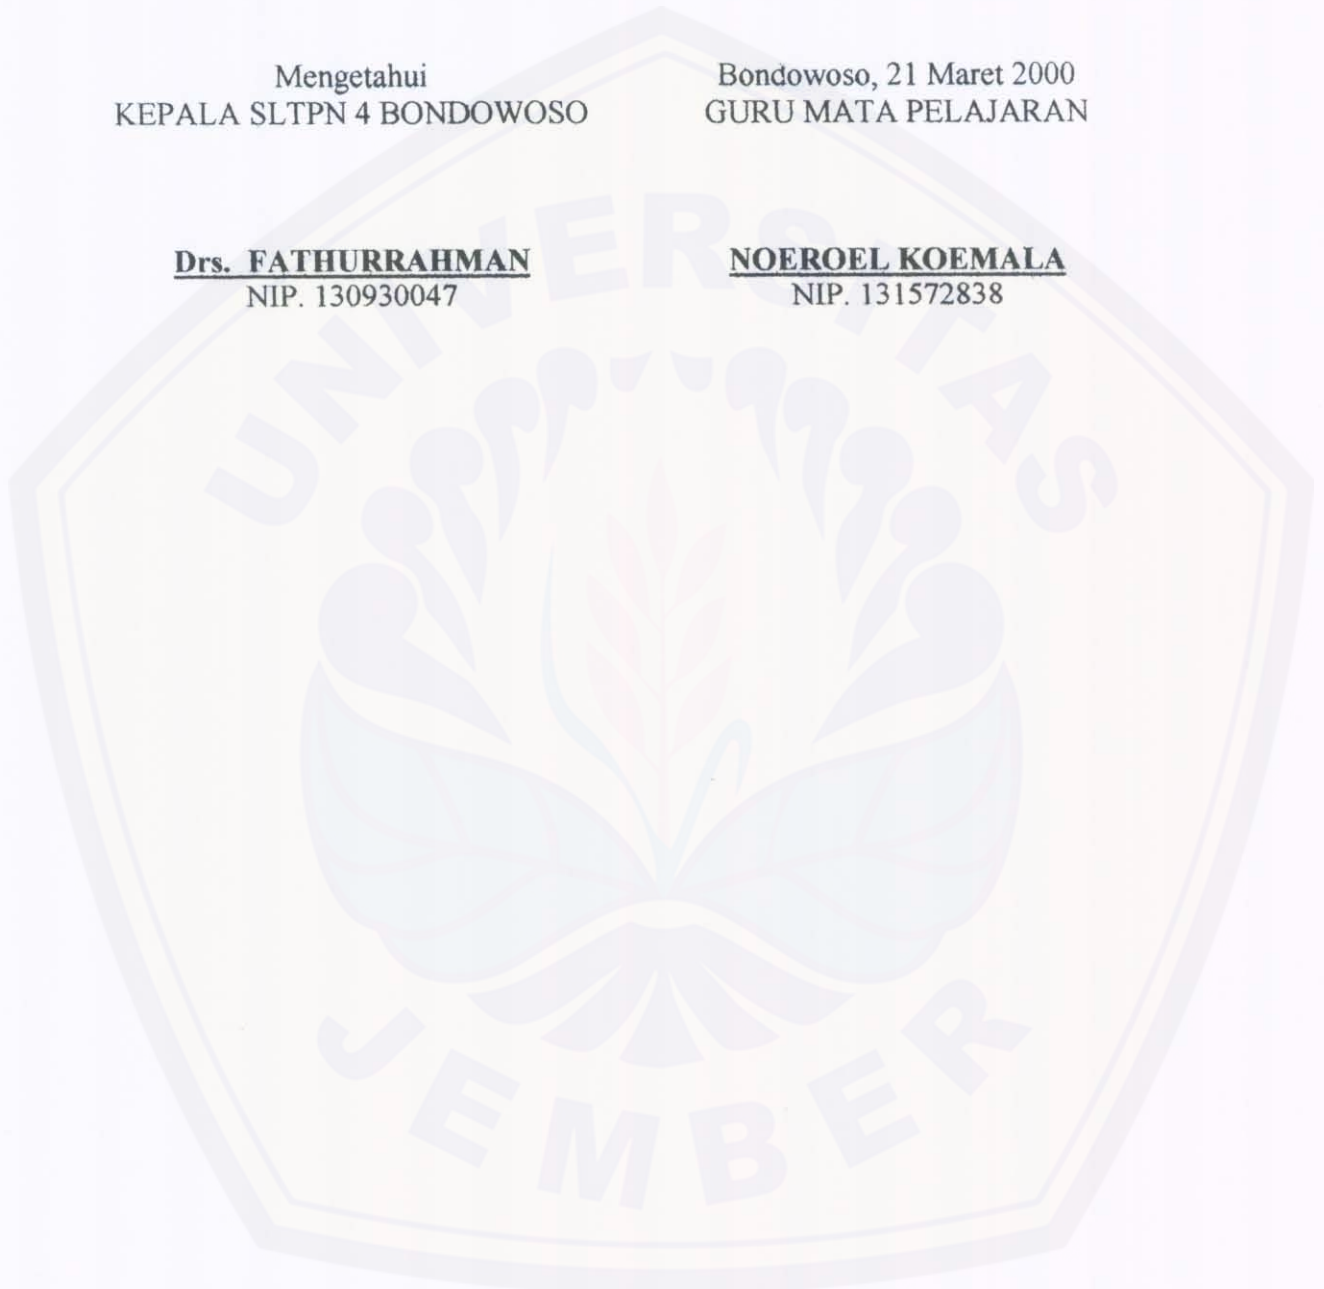 Mengetahui
KEPALA SLTPN 4 BONDOWOSO
Drs. FATHURRAHMAN
NIP. 130930047
Bondowoso, 21 Maret 2000
GURU MATA PELAJARAN
NOEROEL KOEMALA
NIP. 131572838
UNIVERSITAS
JEMBER